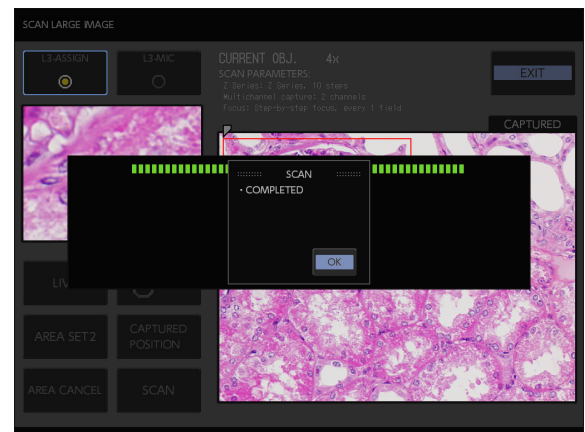 SCAN LARGE IMAGE
L3-ASSIGN
L3-MIC
CURRENT OBJ. 4x
SCAN PARAMETERS:
Z Series: Z Series, 10 steps
Multichannel capture: 2 channels
Focus: Step-by-step focus, every 1 field
EXIT
CAPTURED
SCAN
・COMPLETED
OK
LIV
AREA SET2
CAPTURED
POSITION
AREA CANCEL
SCAN